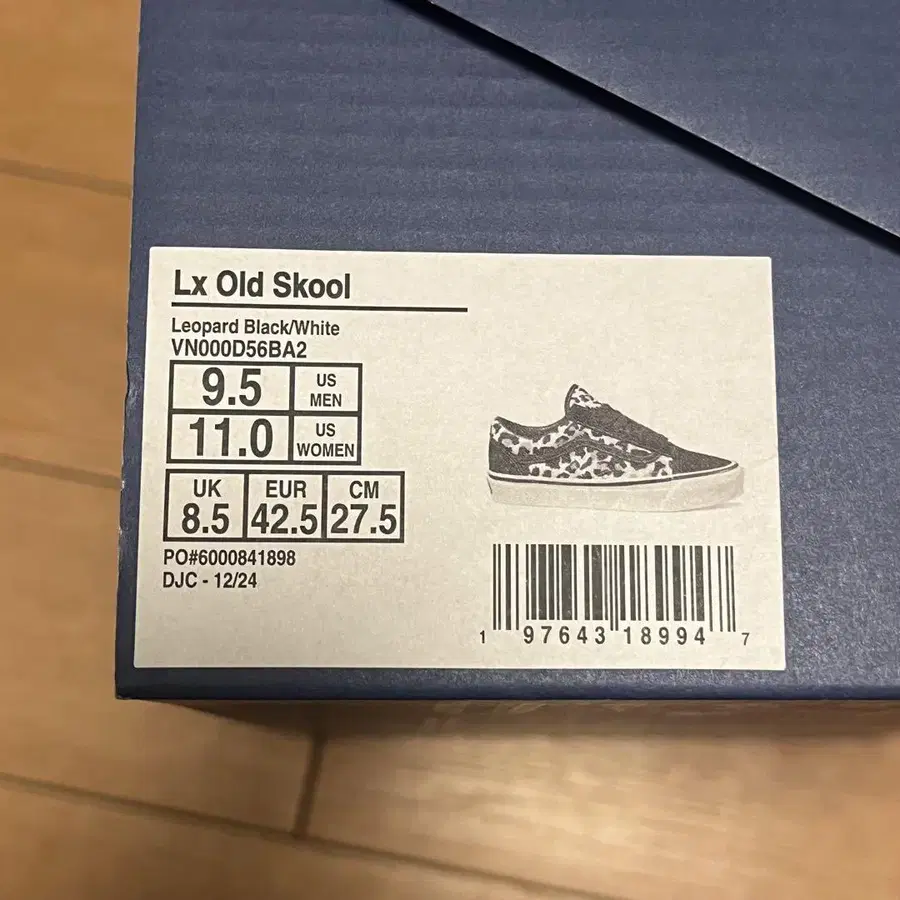 Lx Old Skool
Leopard Black/White
VN000D56BA2
9.5 US MEN
11.0 US WOMEN
UK EUR CM
8.5 42.5 27.5
PO#6000841898
DJC - 12/24
1 97643 18994 7